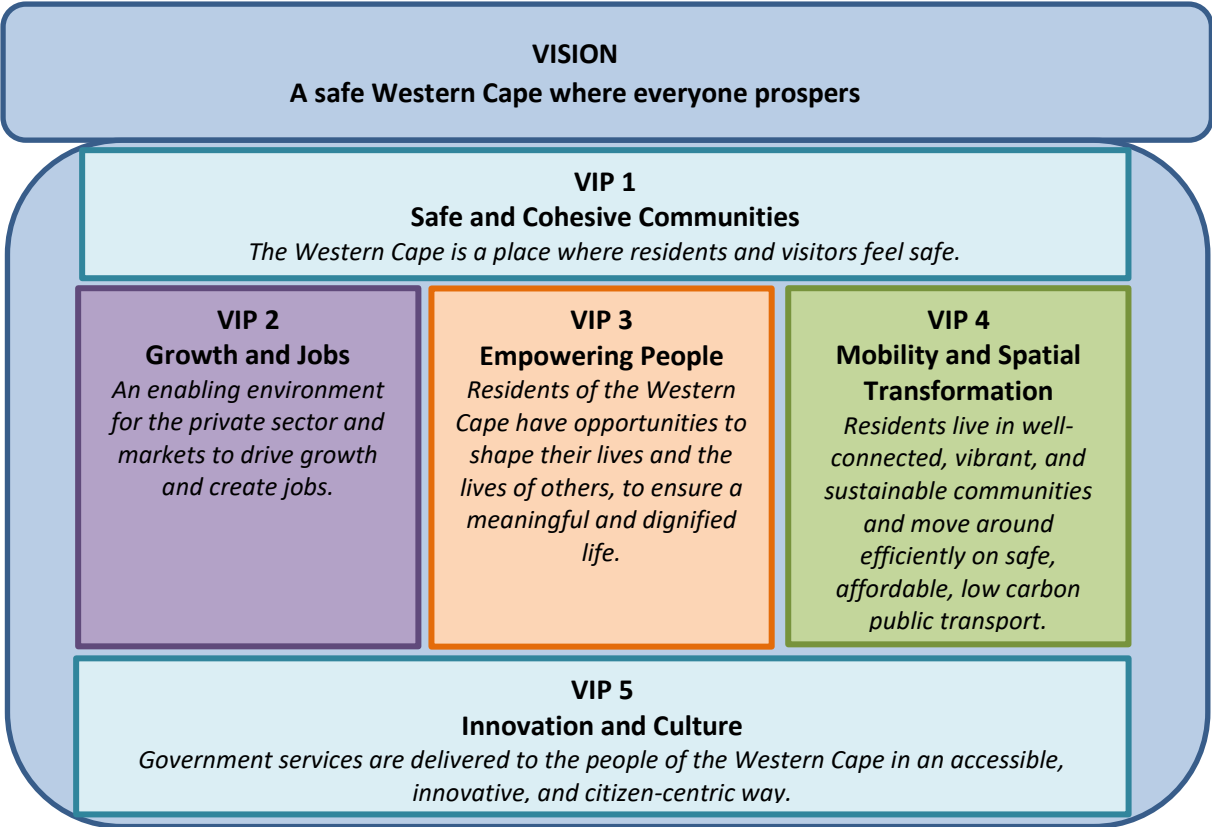 VISION
A safe Western Cape where everyone prospers
VIP 1
Safe and Cohesive Communities
The Western Cape is a place where residents and visitors feel safe.
VIP 2
Growth and Jobs
An enabling environment
for the private sector and
markets to drive growth
and create jobs.
VIP 3
Empowering People
Residents of the Western
Cape have opportunities to
shape their lives and the
lives of others, to ensure a
meaningful and dignified
life.
VIP 4
Mobility and Spatial
Transformation
Residents live in well-
connected, vibrant, and
sustainable communities
and move around
efficiently on safe,
affordable, low carbon
public transport.
VIP 5
Innovation and Culture
Government services are delivered to the people of the Western Cape in an accessible,
innovative, and citizen-centric way.